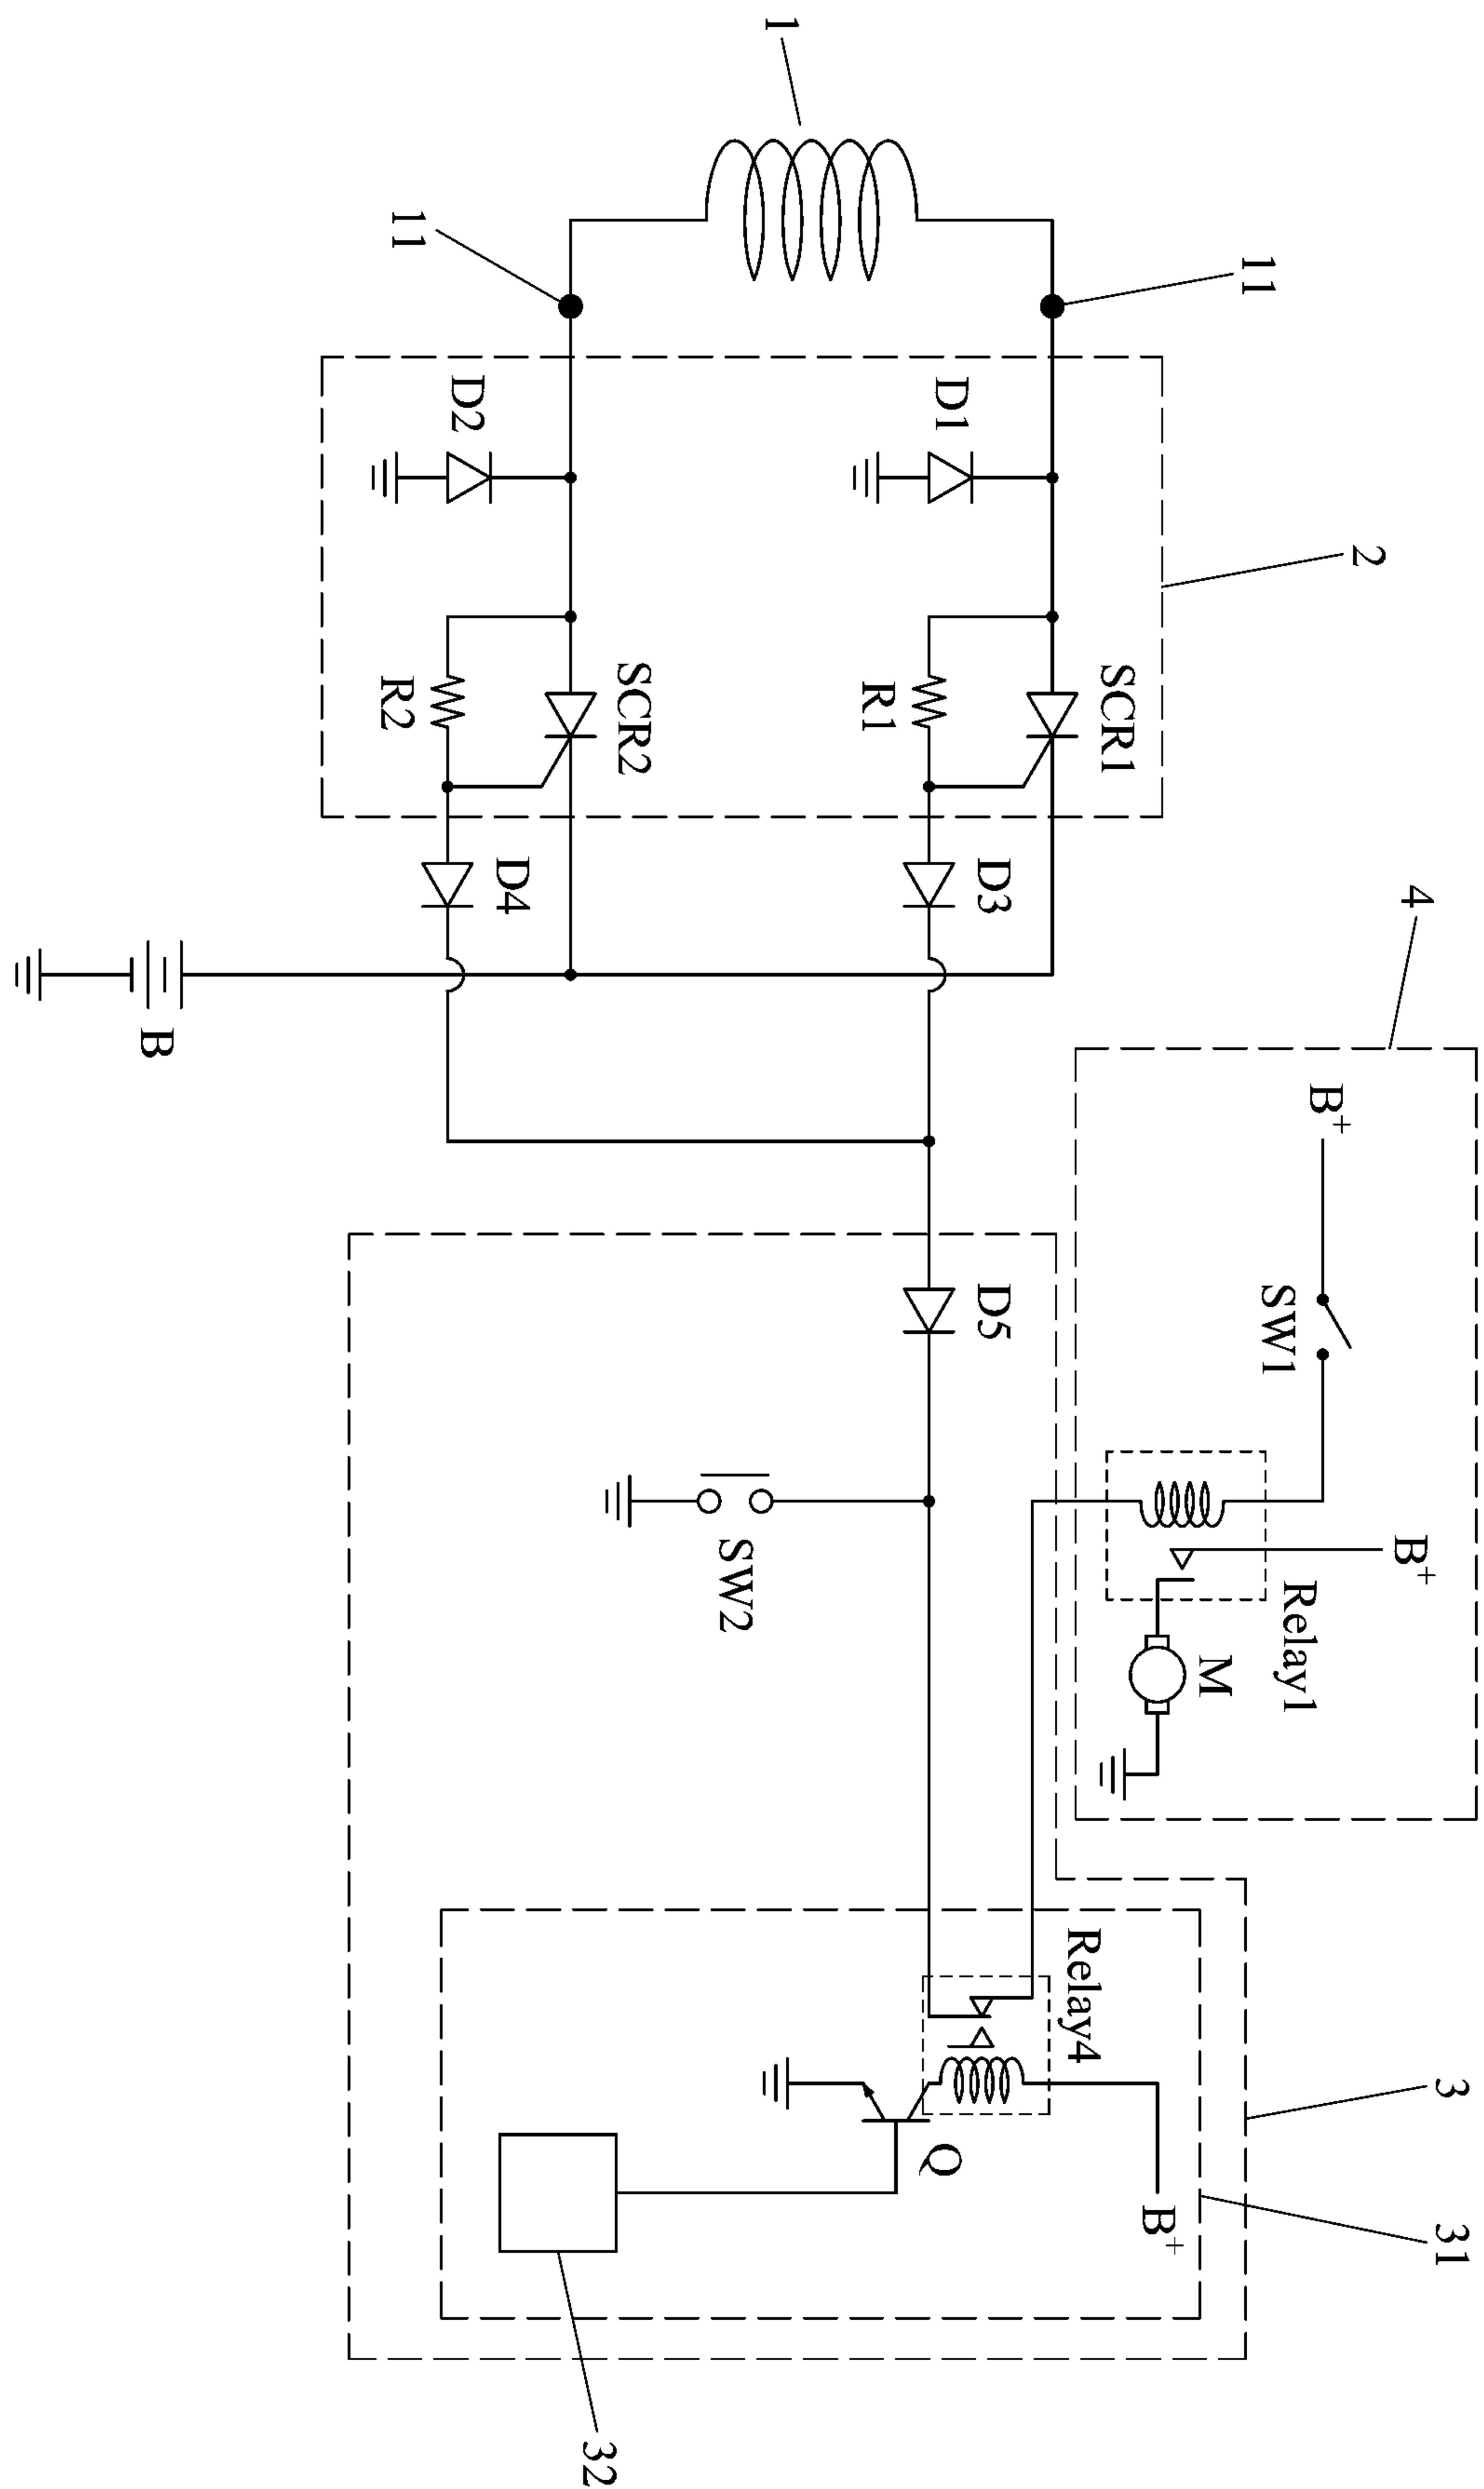 1
11
11
D1
D2
2
SCR1
R1
SCR2
R2
D3
D4
B
4
B+
SW1
B+
Relay1
M
D5
SW2
Relay4
Q
B+
3
31
32